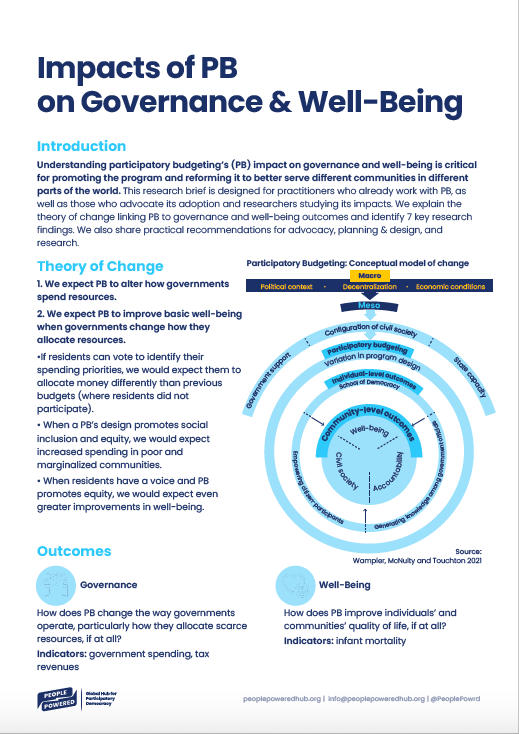 Impacts of PB
on Governance & Well-Being
Introduction
Understanding participatory budgeting's (PB) impact on governance and well-being is critical
for promoting the program and reforming it to better serve different communities in different
parts of the world. This research brief is designed for practitioners who already work with PB, as
well as those who advocate its adoption and researchers studying its impacts. We explain the
theory of change linking PB to governance and well-being outcomes and identify 7 key research
findings. We also share practical recommendations for advocacy, planning & design, and
research.
Theory of Change
1. We expect PB to alter how governments
spend resources.
2. We expect PB to improve basic well-being
when governments change how they
allocate resources.
•If residents can vote to identify their
spending priorities, we would expect them to
allocate money differently than previous
budgets (where residents did not
participate).
• When a PB's design promotes social
inclusion and equity, we would expect
increased spending in poor and
marginalized communities.
• When residents have a voice and PB
promotes equity, we would expect even
greater improvements in well-being.
Participatory Budgeting: Conceptual model of change
Macro
Political context • Decentralization • Economic conditions
Meso
Configuration of civil society
Government support
State capacity
Participatory budgeting
Variation in program design
Individual-level outcomes
School of Democracy
Empowering citizen participants
Generating knowledge among government officials
Community-level outcomes
Well-being
Civil society
Accountability
Source:
Wampler, McNulty and Touchton 2021
Outcomes
Governance
How does PB change the way governments
operate, particularly how they allocate scarce
resources, if at all?
Indicators: government spending, tax
revenues
Well-Being
How does PB improve individuals' and
communities' quality of life, if at all?
Indicators: infant mortality
PEOPLE
POWERED
Global Hub for
Participatory
Democracy
peoplepoweredhub.org | info@peoplepoweredhub.org | @PeoplePowrd